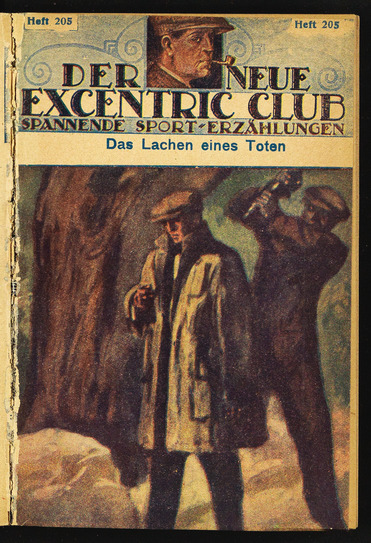 Heft 205
Heft 205
DER NEUE
EXCENTRIC CLUB
SPANNENDE SPORT-ERZÄHLUNGEN
Das Lachen eines Toten